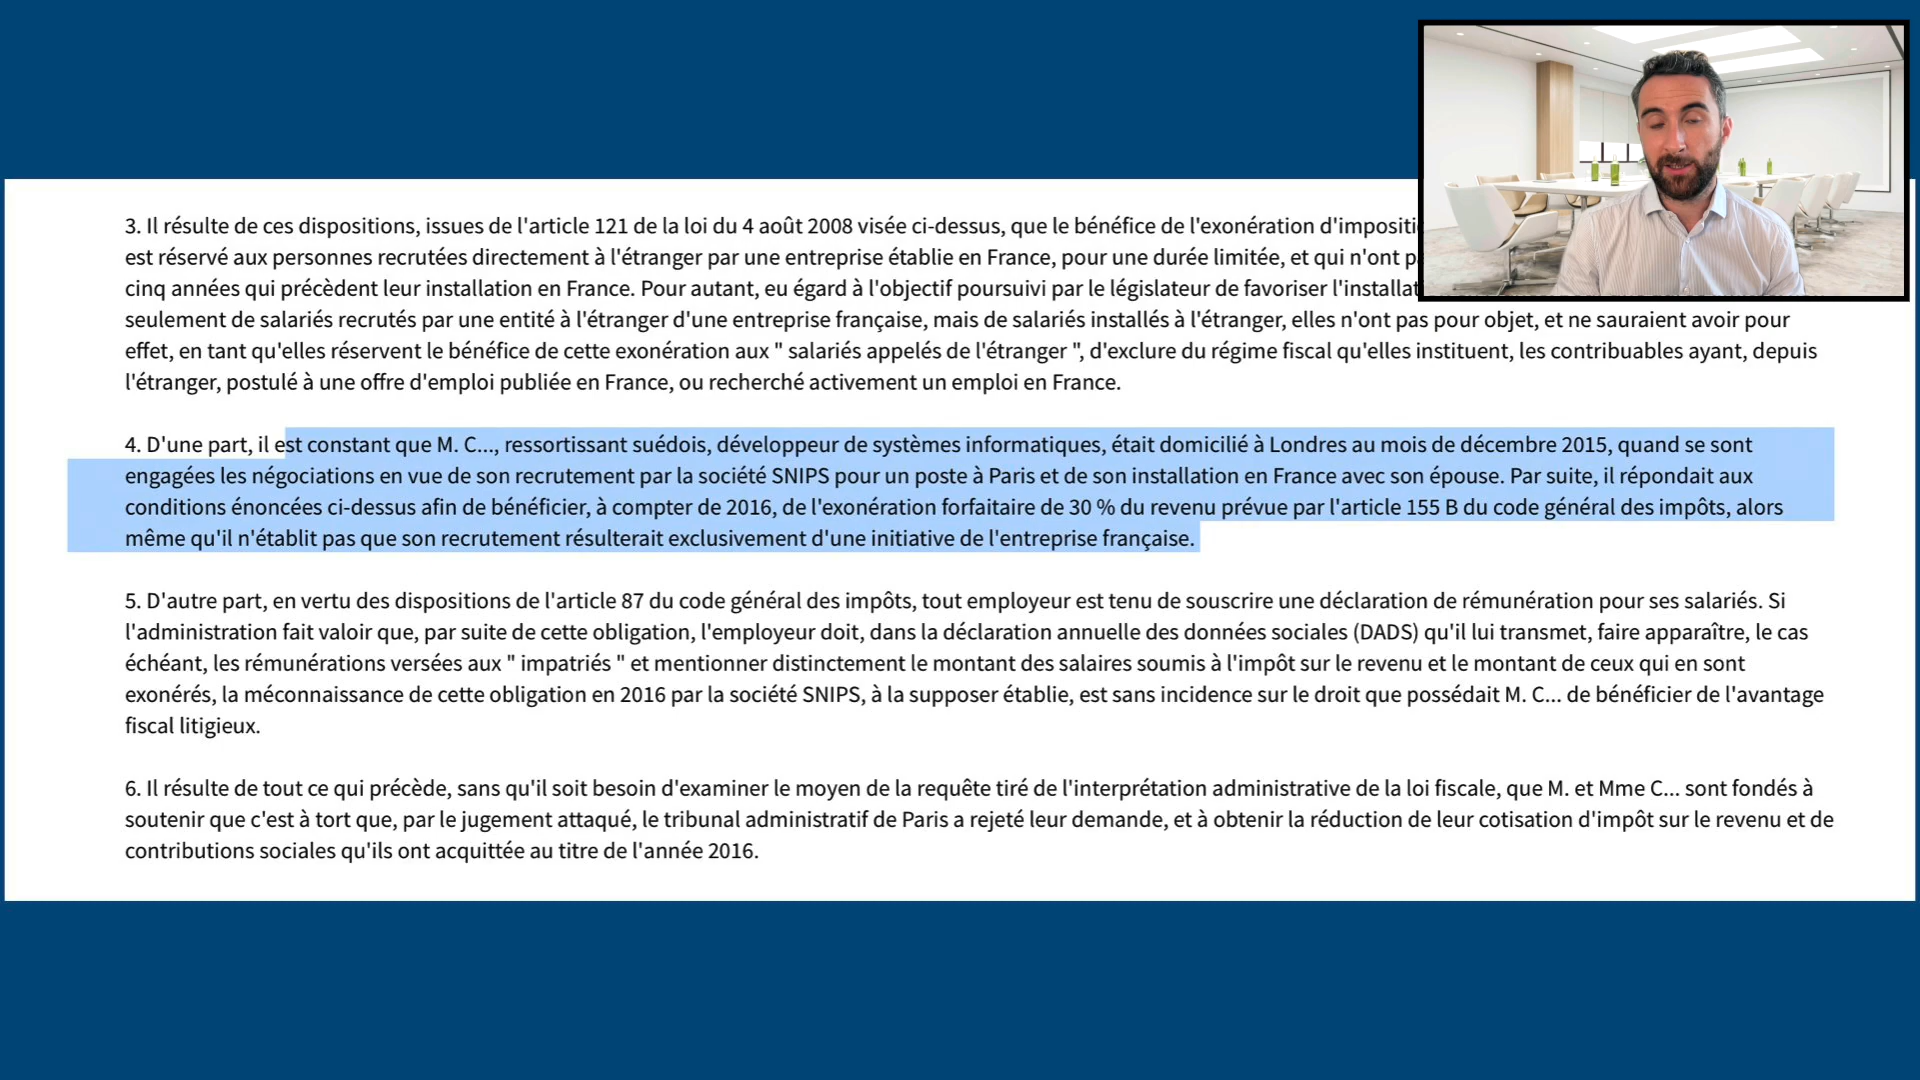 3. Il résulte de ces dispositions, issues de l'article 121 de la loi du 4 août 2008 visée ci-dessus, que le bénéfice de l'exonération
est réservé aux personnes recrutées directement à l'étranger par une entreprise établie en France, pour une durée limitée, et qui n'ont
cinq années qui précèdent leur installation en France. Pour autant, eu égard à l'objectif poursuivi par le législateur de favoriser
seulement de salariés recrutés par une entité à l'étranger d'une entreprise française, mais de salariés installés à l'étranger, elles n'ont pas pour objet, et ne sauraient avoir pour
effet, en tant qu'elles réservent le bénéfice de cette exonération aux " salariés appelés de l'étranger ", d'exclure du régime fiscal qu'elles instituent, les contribuables ayant, depuis
l'étranger, postulé à une offre d'emploi publiée en France, ou recherché activement un emploi en France.
4. D'une part, il est constant que M. C..., ressortissant suédois, développeur de systèmes informatiques, était domicilié à Londres au mois de décembre 2015, quand se sont
engagées les négociations en vue de son recrutement par la société SNIPS pour un poste à Paris et de son installation en France avec son épouse. Par suite, il répondait aux
conditions énoncées ci-dessus afin de bénéficier, à compter de 2016, de l'exonération forfaitaire de 30 % du revenu prévue par l'article 155 B du code général des impôts, alors
même qu'il n'établit pas que son recrutement résulterait exclusivement d'une initiative de l'entreprise française.
5. D'autre part, en vertu des dispositions de l'article 87 du code général des impôts, tout employeur est tenu de souscrire une déclaration de rémunération pour ses salariés. Si
l'administration fait valoir que, par suite de cette obligation, l'employeur doit, dans la déclaration annuelle des données sociales (DADS) qu'il lui transmet, faire apparaître, le cas
échéant, les rémunérations versées aux " impatriés " et mentionner distinctement le montant des salaires soumis à l'impôt sur le revenu et le montant de ceux qui en sont
exonérés, la méconnaissance de cette obligation en 2016 par la société SNIPS, à la supposer établie, est sans incidence sur le droit que possédait M. C... de bénéficier de l'avantage
fiscal litigieux.
6. Il résulte de tout ce qui précède, sans qu'il soit besoin d'examiner le moyen de la requête tiré de l'interprétation administrative de la loi fiscale, que M. et Mme C... sont fondés à
soutenir que c'est à tort que, par le jugement attaqué, le tribunal administratif de Paris a rejeté leur demande, et à obtenir la réduction de leur cotisation d'impôt sur le revenu et de
contributions sociales qu'ils ont acquittée au titre de l'année 2016.